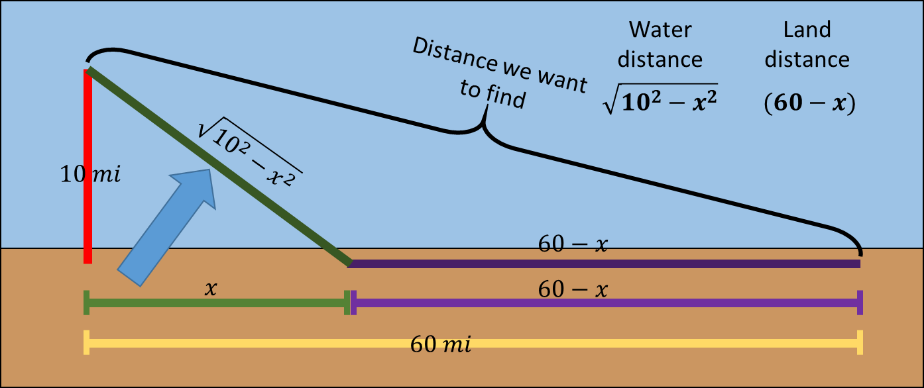 Distance we want
to find
Water
distance
√(10² − x²)
Land
distance
(60 − x)
√(10² − x²)
10 mi
60 − x
x
60 − x
60 mi